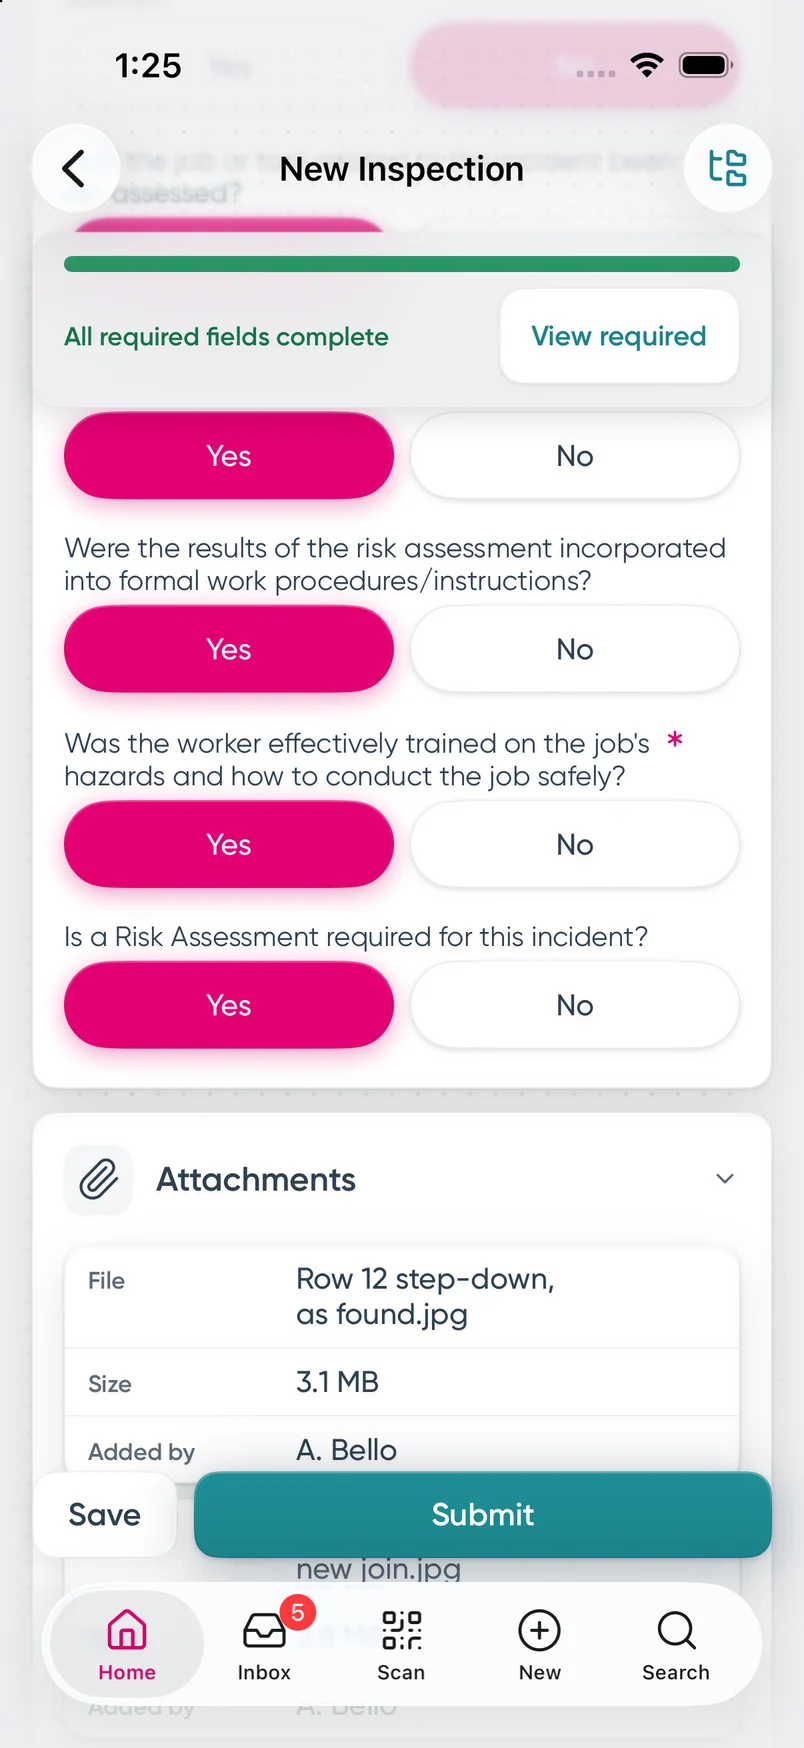 1:25
New Inspection
assessed?
All required fields complete
View required
Yes
No
Were the results of the risk assessment incorporated
into formal work procedures/instructions?
Yes
No
Was the worker effectively trained on the job's *
hazards and how to conduct the job safely?
Yes
No
Is a Risk Assessment required for this incident?
Yes
No
Attachments
File
Row 12 step-down,
as found.jpg
Size
3.1 MB
Added by
A. Bello
Save
Submit
new join.jpg
5
Home
Inbox
Scan
New
Search
Added by
A. Bello